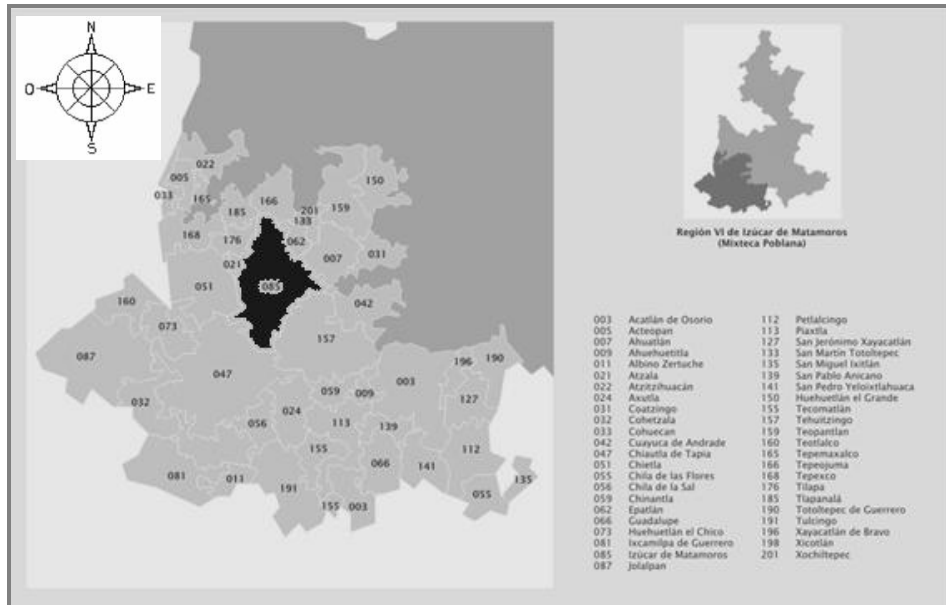 N
O E
S
022
005
150
033
165
166
185
201
159
133
168
176
062
021
007
031
051
085
160
042
073
157
087
196
190
047
003
059
009
032
127
024
056
113
139
155
112
066
081
011
141
135
191
055
155
003
Región VI de Izúcar de Matamoros
(Mixteca Poblana)
003 Acatlán de Osorio
005 Acteopan
007 Ahuatlán
009 Ahuehuetitla
011 Albino Zertuche
021 Atzala
022 Atzitzihuacán
024 Axutla
031 Coatzingo
032 Cohetzala
033 Cohuecan
042 Cuayuca de Andrade
047 Chiautla de Tapia
051 Chietla
055 Chila de las Flores
056 Chila de la Sal
059 Chinantla
062 Epatlán
066 Guadalupe
073 Huehuetlán el Chico
081 Ixcamilpa de Guerrero
085 Izúcar de Matamoros
087 Jolalpan
112 Petlalcingo
113 Piaxtla
127 San Jerónimo Xayacatlán
133 San Martín Totoltepec
135 San Miguel Ixitlán
139 San Pablo Anicano
141 San Pedro Yeloixtlahuaca
150 Huehuetlán el Grande
155 Tecomatlán
157 Tehuitzingo
159 Teopantlan
160 Teotlalco
165 Tepemaxalco
166 Tepeojuma
168 Tepexco
176 Tilapa
185 Tlapanalá
190 Totoltepec de Guerrero
191 Tulcingo
196 Xayacatlán de Bravo
198 Xicotlán
201 Xochiltepec